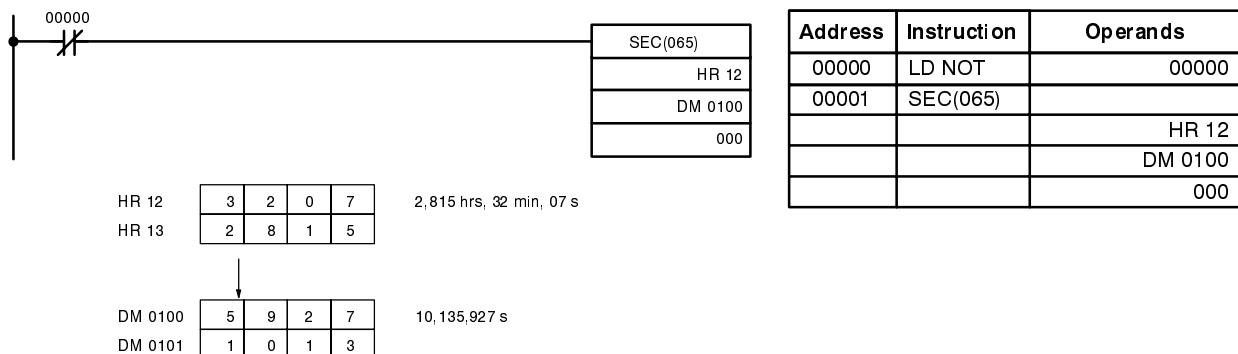 00000
SEC(065)
HR 12
DM 0100
000
Address Instruction Operands
00000 LD NOT 00000
00001 SEC(065)
HR 12
DM 0100
000
HR 12 3 2 0 7 2,815 hrs, 32 min, 07 s
HR 13 2 8 1 5
DM 0100 5 9 2 7 10,135,927 s
DM 0101 1 0 1 3